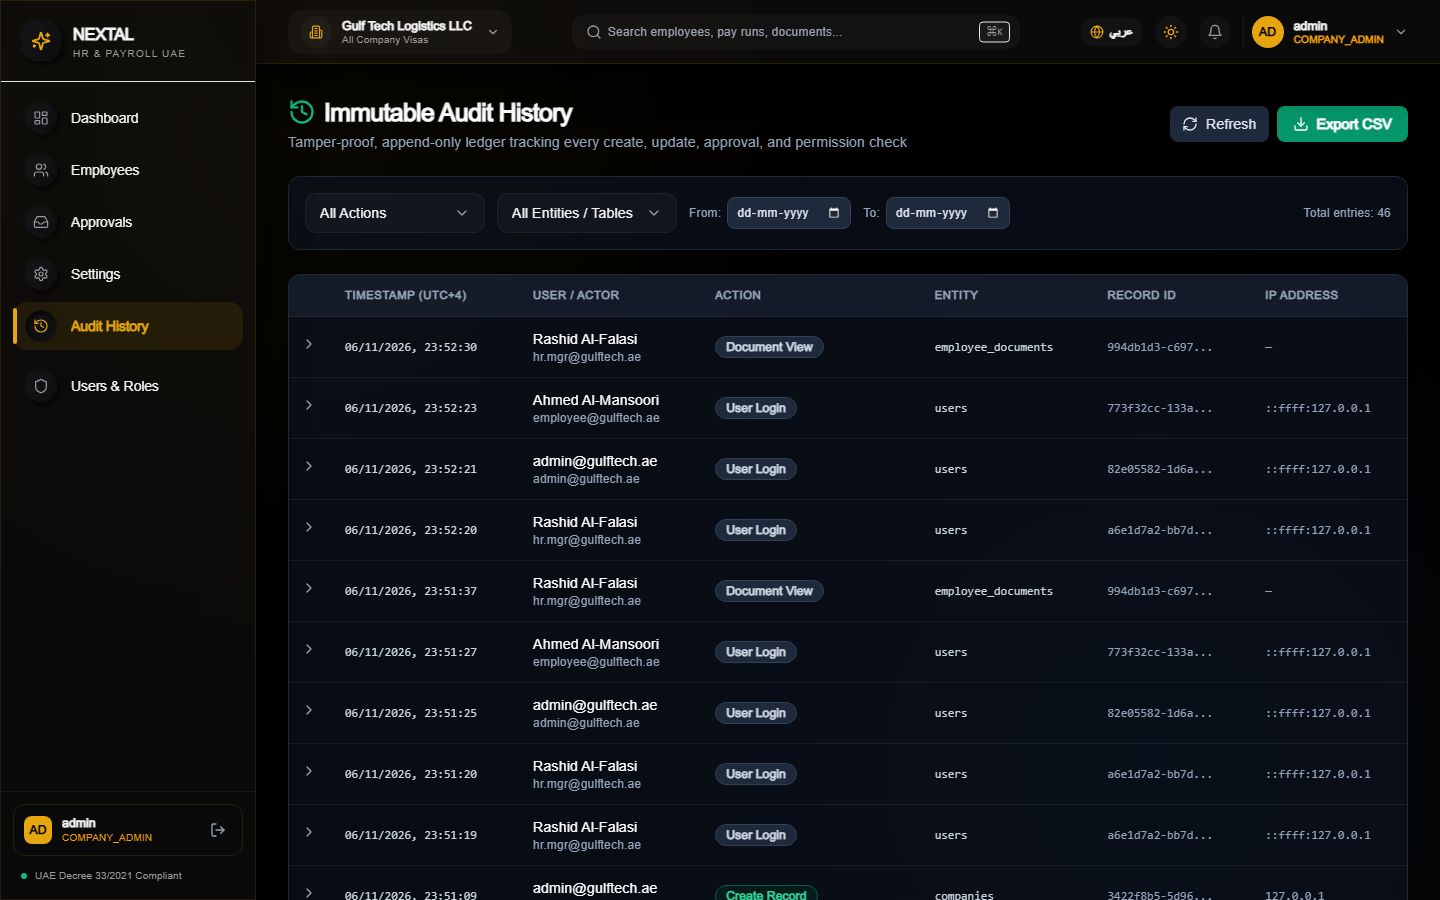 NEXTAL
HR & PAYROLL UAE
Dashboard
Employees
Approvals
Settings
Audit History
Users & Roles
AD
admin
COMPANY_ADMIN
UAE Decree 33/2021 Compliant
Gulf Tech Logistics LLC
All Company Visas
Search employees, pay runs, documents...
⌘K
عربي
AD
admin
COMPANY_ADMIN
Immutable Audit History
Tamper-proof, append-only ledger tracking every create, update, approval, and permission check
Refresh
Export CSV
All Actions
All Entities / Tables
From: dd-mm-yyyy
To: dd-mm-yyyy
Total entries: 46
TIMESTAMP (UTC+4) USER / ACTOR ACTION ENTITY RECORD ID IP ADDRESS
Rashid Al-Falasi
06/11/2026, 23:52:30 Document View employee_documents 994db1d3-c697... —
hr.mgr@gulftech.ae
Ahmed Al-Mansoori
06/11/2026, 23:52:23 User Login users 773f32cc-133a... ::ffff:127.0.0.1
employee@gulftech.ae
admin@gulftech.ae
06/11/2026, 23:52:21 User Login users 82e05582-1d6a... ::ffff:127.0.0.1
admin@gulftech.ae
Rashid Al-Falasi
06/11/2026, 23:52:20 User Login users a6e1d7a2-bb7d... ::ffff:127.0.0.1
hr.mgr@gulftech.ae
Rashid Al-Falasi
06/11/2026, 23:51:37 Document View employee_documents 994db1d3-c697... —
hr.mgr@gulftech.ae
Ahmed Al-Mansoori
06/11/2026, 23:51:27 User Login users 773f32cc-133a... ::ffff:127.0.0.1
employee@gulftech.ae
admin@gulftech.ae
06/11/2026, 23:51:25 User Login users 82e05582-1d6a... ::ffff:127.0.0.1
admin@gulftech.ae
Rashid Al-Falasi
06/11/2026, 23:51:20 User Login users a6e1d7a2-bb7d... ::ffff:127.0.0.1
hr.mgr@gulftech.ae
Rashid Al-Falasi
06/11/2026, 23:51:19 User Login users a6e1d7a2-bb7d... ::ffff:127.0.0.1
hr.mgr@gulftech.ae
admin@gulftech.ae
06/11/2026, 23:51:09 Create Record companies 3422f8b5-5d96... 127.0.0.1